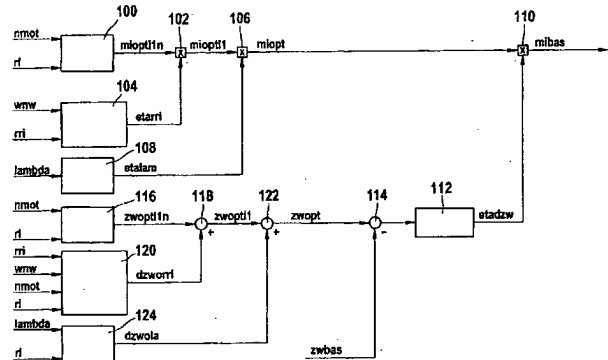 100
102
106
110
nmot
rl
mioptl1n
x
mioptl1
x
miopt
x
mibas
104
wnw
rri
etarri
108
lambda
etalam
116
nmot
rl
zwoptl1n
118
+
zwoptl1
122
+
zwopt
114
-
112
etadzw
120
rri
wnw
nmot
rl
dzworri
124
lambda
rl
dzwola
zwbas